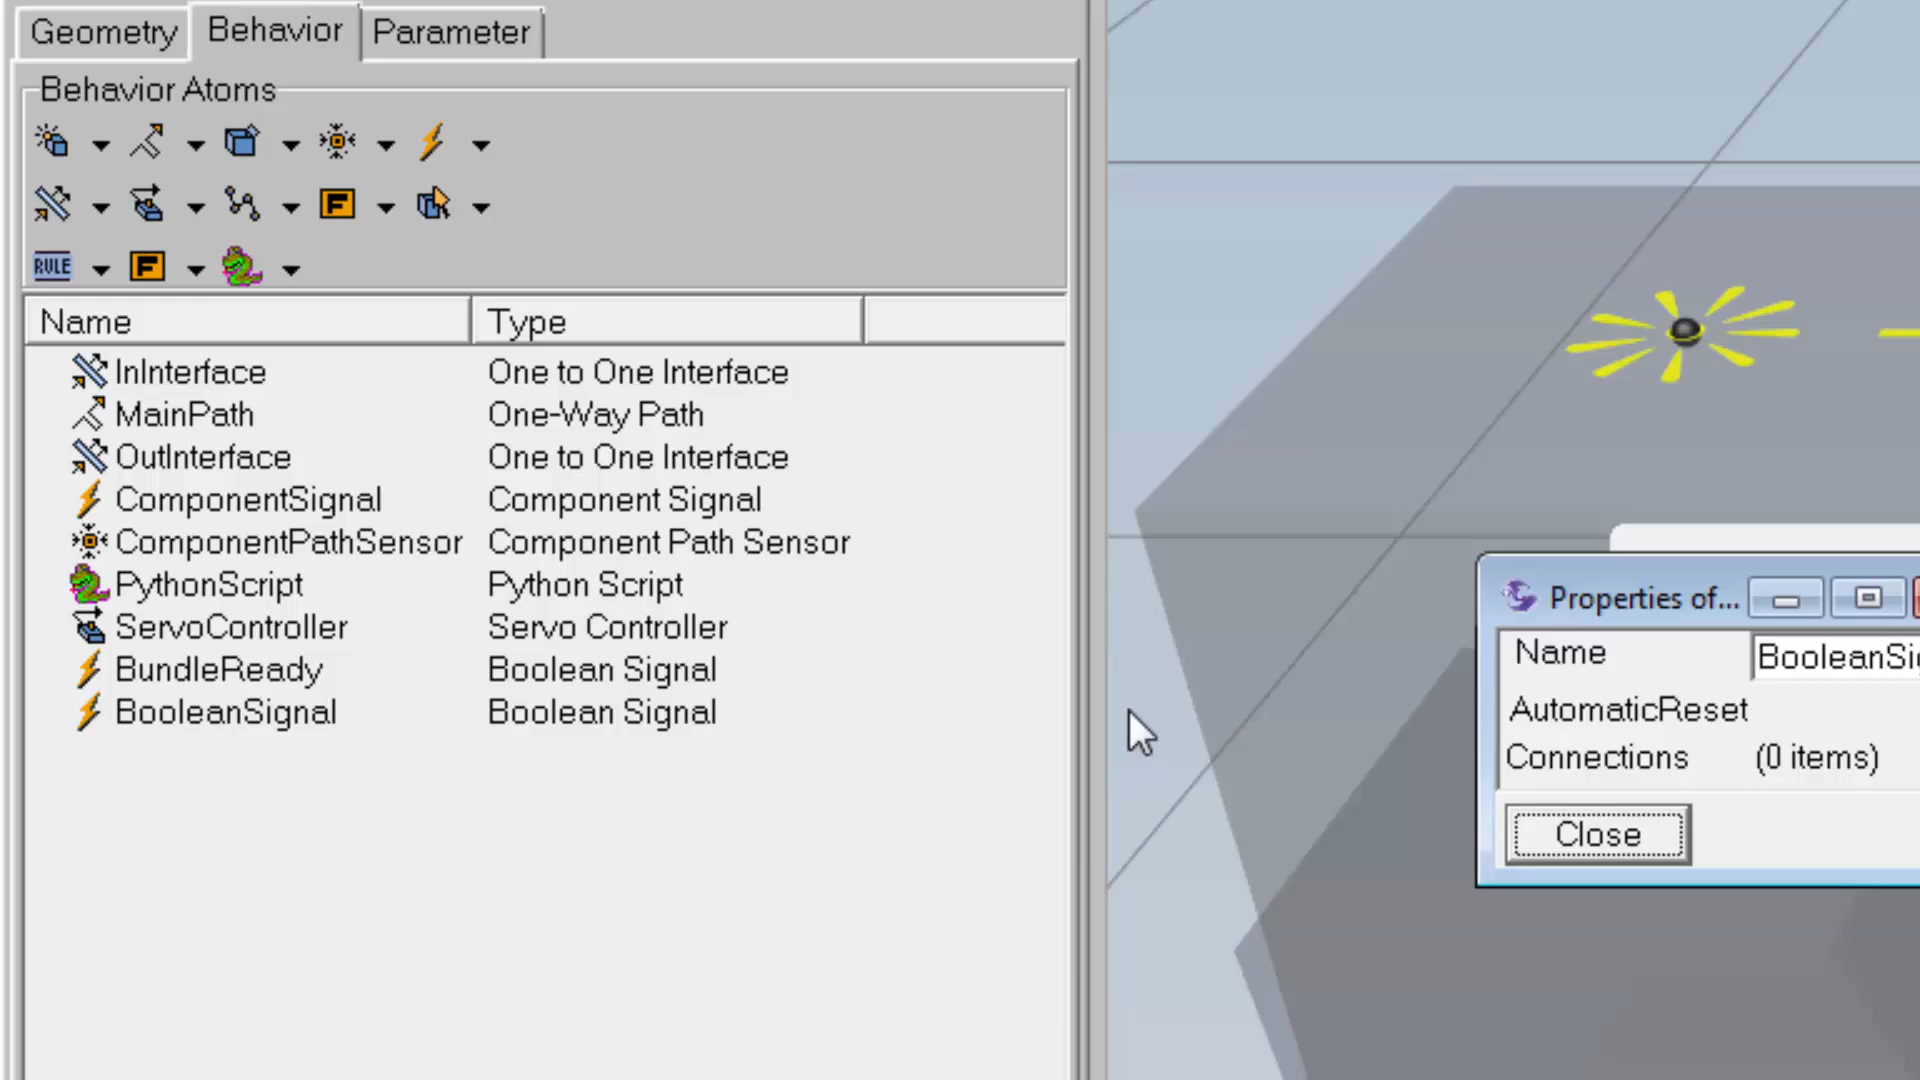 Geometry Behavior Parameter
Behavior Atoms
F
RULE F
Name Type
InInterface One to One Interface
MainPath One-Way Path
OutInterface One to One Interface
ComponentSignal Component Signal
ComponentPathSensor Component Path Sensor
PythonScript Python Script
ServoController Servo Controller
BundleReady Boolean Signal
BooleanSignal Boolean Signal
Properties of...
Name BooleanSig
AutomaticReset
Connections (0 items)
Close